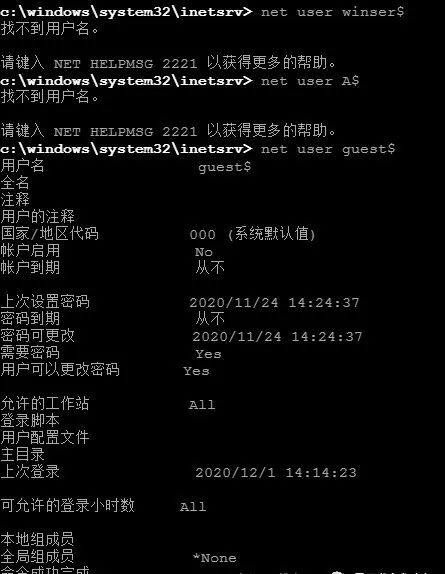 c:\windows\system32\inetsrv> net user winser$
找不到用户名。
请键入 NET HELPMSG 2221 以获得更多的帮助。
c:\windows\system32\inetsrv> net user A$
找不到用户名。
请键入 NET HELPMSG 2221 以获得更多的帮助。
c:\windows\system32\inetsrv> net user guest$
用户名 guest$
全名
注释
用户的注释
国家/地区代码 000 (系统默认值)
帐户启用 No
帐户到期 从不
上次设置密码 2020/11/24 14:24:37
密码到期 从不
密码可更改 2020/11/24 14:24:37
需要密码 Yes
用户可以更改密码 Yes
允许的工作站 All
登录脚本
用户配置文件
主目录
上次登录 2020/12/1 14:14:23
可允许的登录小时数 All
本地组成员
全局组成员 *None
命令成功完成